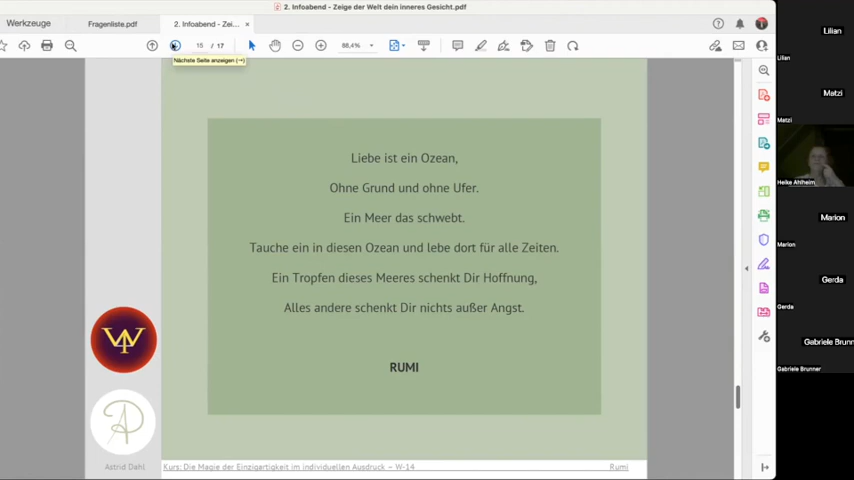 2. Infoabend - Zeige der Welt dein inneres Gesicht.pdf
Werkzeuge
Fragenliste.pdf
2. Infoabend - Zei...
15 / 17
88,4%
Nächste Seite anzeigen (→)
Liebe ist ein Ozean,
Ohne Grund und ohne Ufer.
Ein Meer das schwebt.
Tauche ein in diesen Ozean und lebe dort für alle Zeiten.
Ein Tropfen dieses Meeres schenkt Dir Hoffnung,
Alles andere schenkt Dir nichts außer Angst.
RUMI
Astrid Dahl
Kurs: Die Magie der Einzigartigkeit im individuellen Ausdruck – W-14
Rumi
Lilian
Lilian
Matzi
Matzi
Heike Ahlheim
Marion
Marion
Gerda
Gerda
Gabriele Brunner
Gabriele Brunner